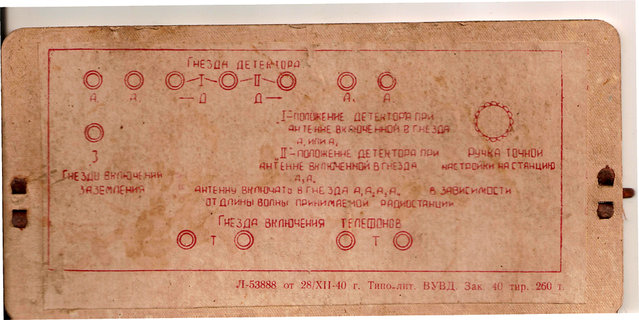 ГНЕЗДА ДЕТЕКТОРА
I II
А. А. А. А
—Д Д—
I-ПОЛОЖЕНИЕ ДЕТЕКТОРА ПРИ
АНТЕННЕ ВКЛЮЧЕННОЙ В ГНЕЗДА
А, ИЛИ А,
З
II-ПОЛОЖЕНИЕ ДЕТЕКТОРА ПРИ
АНТЕННЕ ВКЛЮЧЕННОЙ В ГНЕЗДА
А, А,
РУЧКА ТОЧНОЙ
НАСТРОЙКИ НА СТАНЦИЮ
ГНЕЗДО ВКЛЮЧЕНИЯ
ЗАЗЕМЛЕНИЯ
АНТЕННУ ВКЛЮЧАТЬ В ГНЕЗДА А, А, А, А, В ЗАВИСИМОСТИ
ОТ ДЛИНЫ ВОЛНЫ ПРИНИМАЕМОЙ РАДИОСТАНЦИИ
ГНЕЗДА ВКЛЮЧЕНИЯ ТЕЛЕФОНОВ
Т Т
Л-53888 от 28/XII-40 г. Типо-лит. ВУВД. Зак. 40 тир. 260 т.